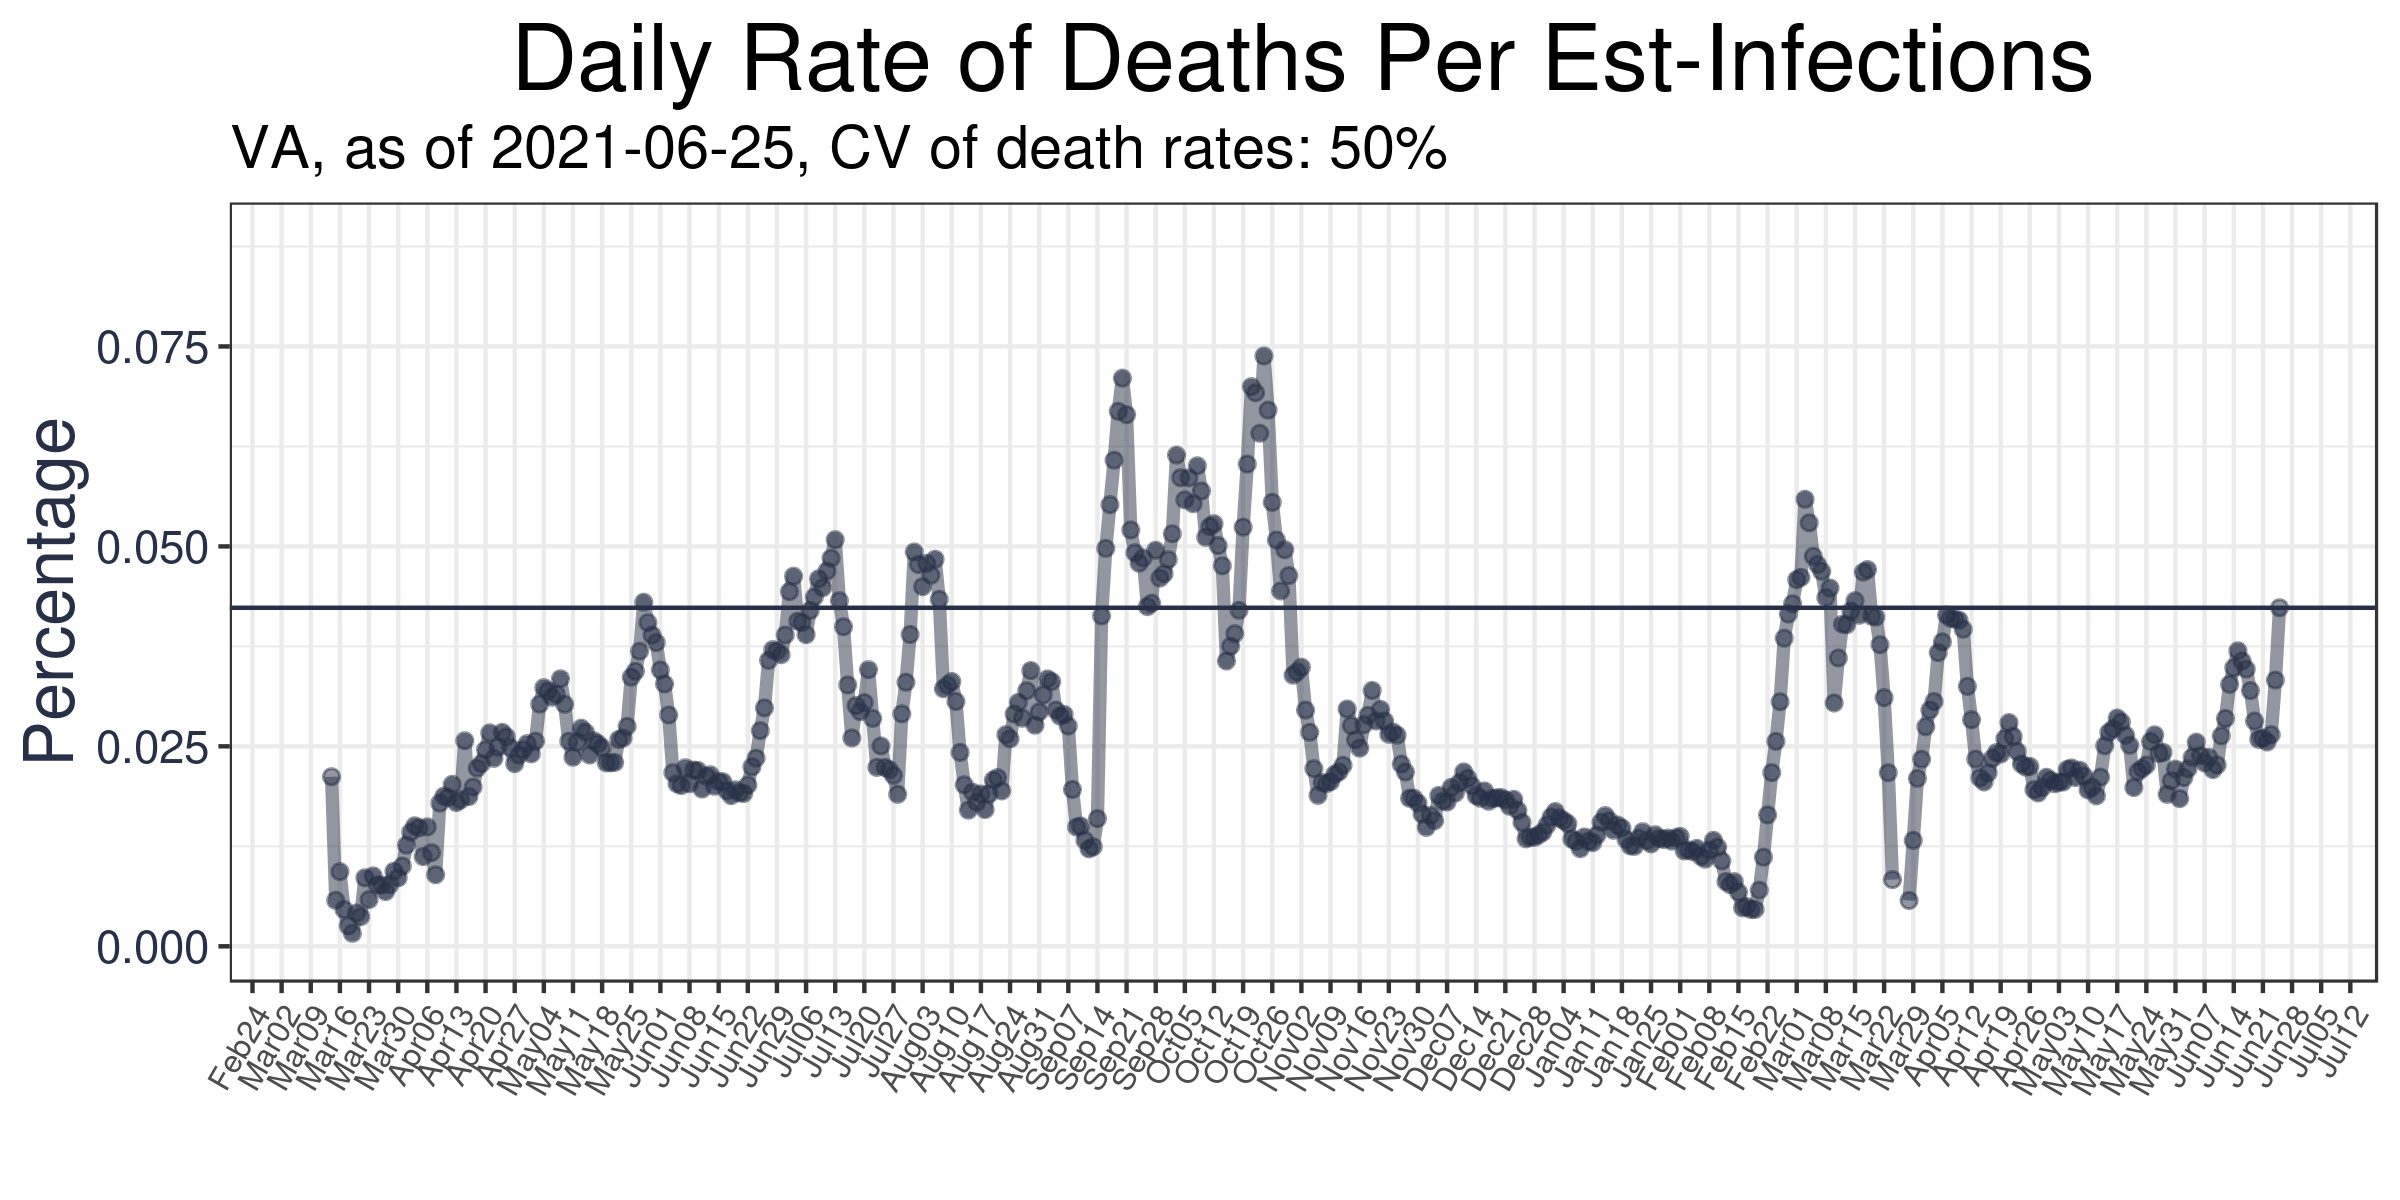 Daily Rate of Deaths Per Est-Infections
VA, as of 2021-06-25, CV of death rates: 50%
Percentage
0.075
0.050
0.025
0.000
Feb24
Mar02
Mar09
Mar16
Mar23
Mar30
Apr06
Apr13
Apr20
Apr27
May04
May11
May18
May25
Jun01
Jun08
Jun15
Jun22
Jun29
Jul06
Jul13
Jul20
Jul27
Aug03
Aug10
Aug17
Aug24
Aug31
Sep07
Sep14
Sep21
Sep28
Oct05
Oct12
Oct19
Oct26
Nov02
Nov09
Nov16
Nov23
Nov30
Dec07
Dec14
Dec21
Dec28
Jan04
Jan11
Jan18
Jan25
Feb01
Feb08
Feb15
Feb22
Mar01
Mar08
Mar15
Mar22
Mar29
Apr05
Apr12
Apr19
Apr26
May03
May10
May17
May24
May31
Jun07
Jun14
Jun21
Jun28
Jul05
Jul12